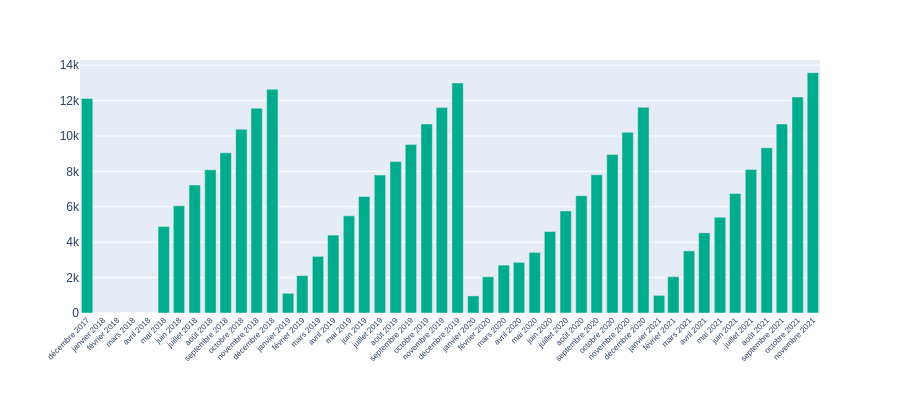 14k
12k
10k
8k
6k
4k
2k
0
décembre 2017
janvier 2018
février 2018
mars 2018
avril 2018
mai 2018
juin 2018
juillet 2018
août 2018
septembre 2018
octobre 2018
novembre 2018
décembre 2018
janvier 2019
février 2019
mars 2019
avril 2019
mai 2019
juin 2019
juillet 2019
août 2019
septembre 2019
octobre 2019
novembre 2019
décembre 2019
janvier 2020
février 2020
mars 2020
avril 2020
mai 2020
juin 2020
juillet 2020
août 2020
septembre 2020
octobre 2020
novembre 2020
décembre 2020
janvier 2021
février 2021
mars 2021
avril 2021
mai 2021
juin 2021
juillet 2021
août 2021
septembre 2021
octobre 2021
novembre 2021